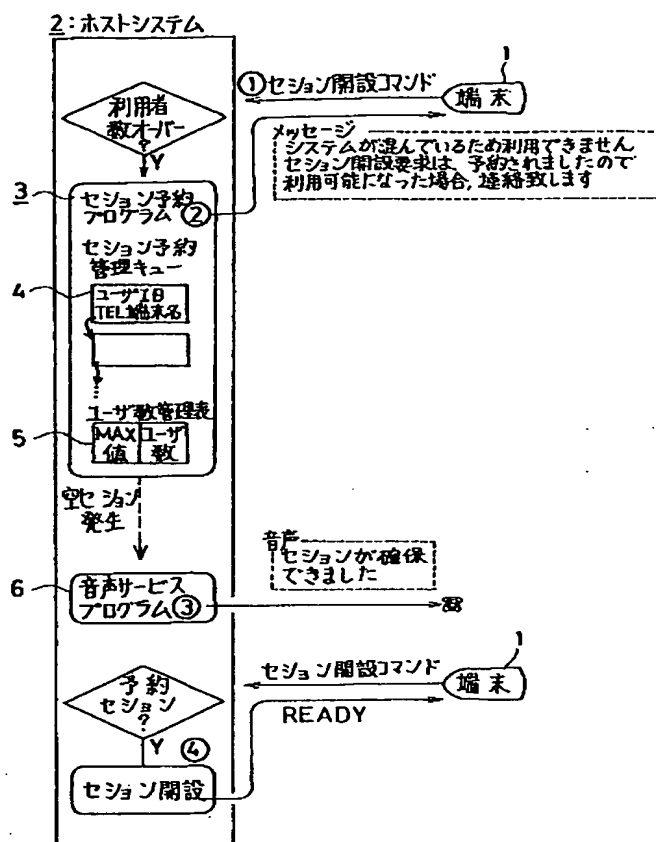 2:ホストシステム
1
①セション開設コマンド
端末
利用者
数オーバー
?
Y
メッセージ
システムが混んでいるため利用できません
セション開設要求は、予約されましたので
利用可能になった場合,連絡致します
3
セション予約
プログラム②
セション予約
管理キュー
4
ユーザID
TEL端末名
ユーザ数管理表
5
MAX
値
ユーザ
数
空セション
発生
音声
セションが確保
できました
6
音声サービス
プログラム③
1
セション開設コマンド
端末
予約
セション
?
READY
Y
④
セション開設